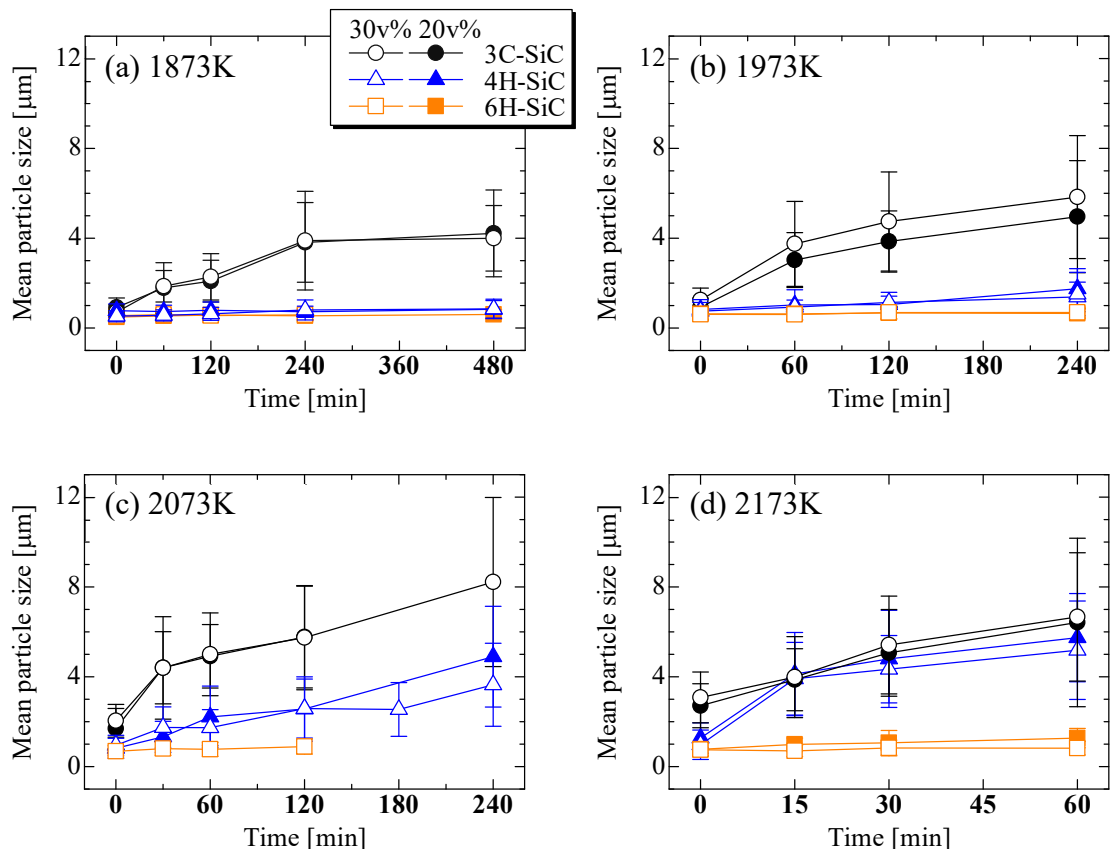 30v% 20v%
3C-SiC
4H-SiC
6H-SiC
(a) 1873K
Mean particle size [µm]
12
8
4
0
0 120 240 360 480
Time [min]
(b) 1973K
Mean particle size [µm]
12
8
4
0
0 60 120 180 240
Time [min]
(c) 2073K
Mean particle size [µm]
12
8
4
0
0 60 120 180 240
Time [min]
(d) 2173K
Mean particle size [µm]
12
8
4
0
0 15 30 45 60
Time [min]